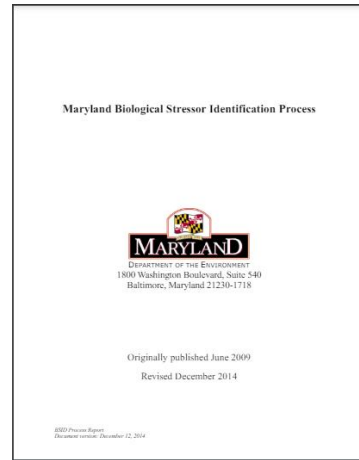 Maryland Biological Stressor Identification Process
MARYLAND
DEPARTMENT OF THE ENVIRONMENT
1800 Washington Boulevard, Suite 540
Baltimore, Maryland 21230-1718
Originally published June 2009
Revised December 2014
BSID Process Report
Document version: December 12, 2014